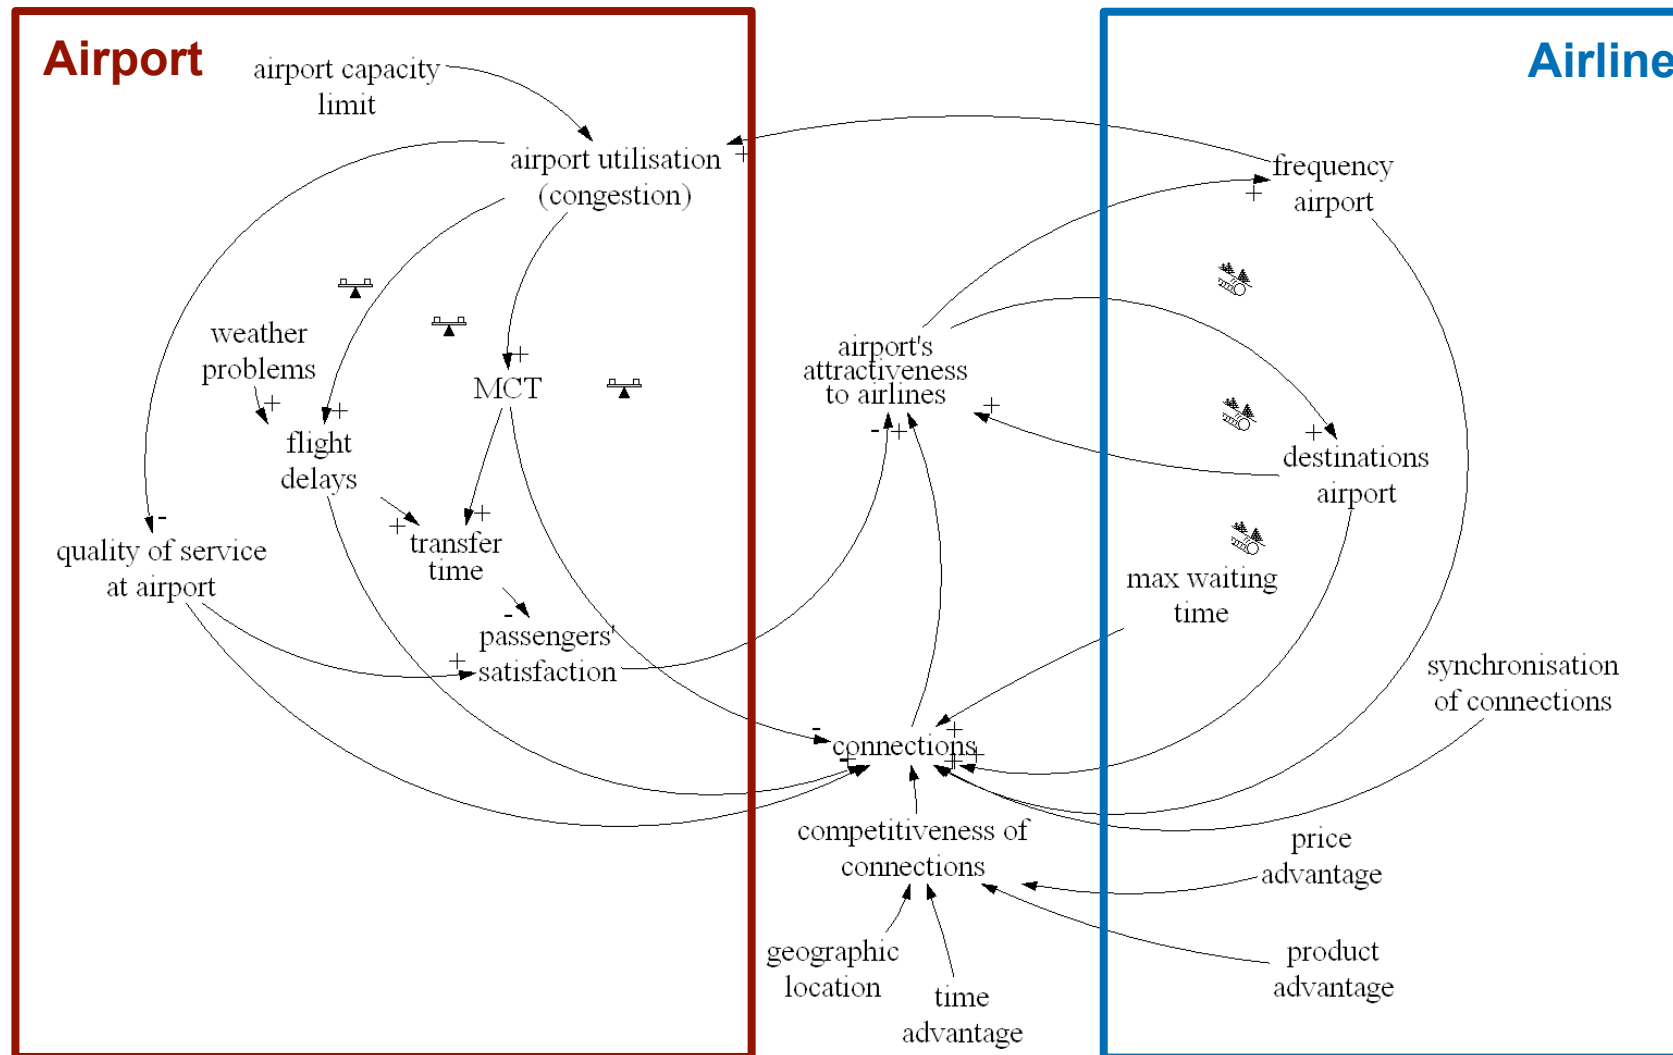 Airport
Airline
airport capacity
limit
airport utilisation
(congestion)
+
frequency
airport
+
weather
problems
+
+
flight
delays
+
MCT
airport's
attractiveness
to airlines
+
-
+
+
destinations
airport
-
quality of service
at airport
+
+
transfer
time
-
passengers'
satisfaction
+
max waiting
time
synchronisation
of connections
-
connections
+
+
+
-
+
competitiveness of
connections
price
advantage
geographic
location
time
advantage
product
advantage